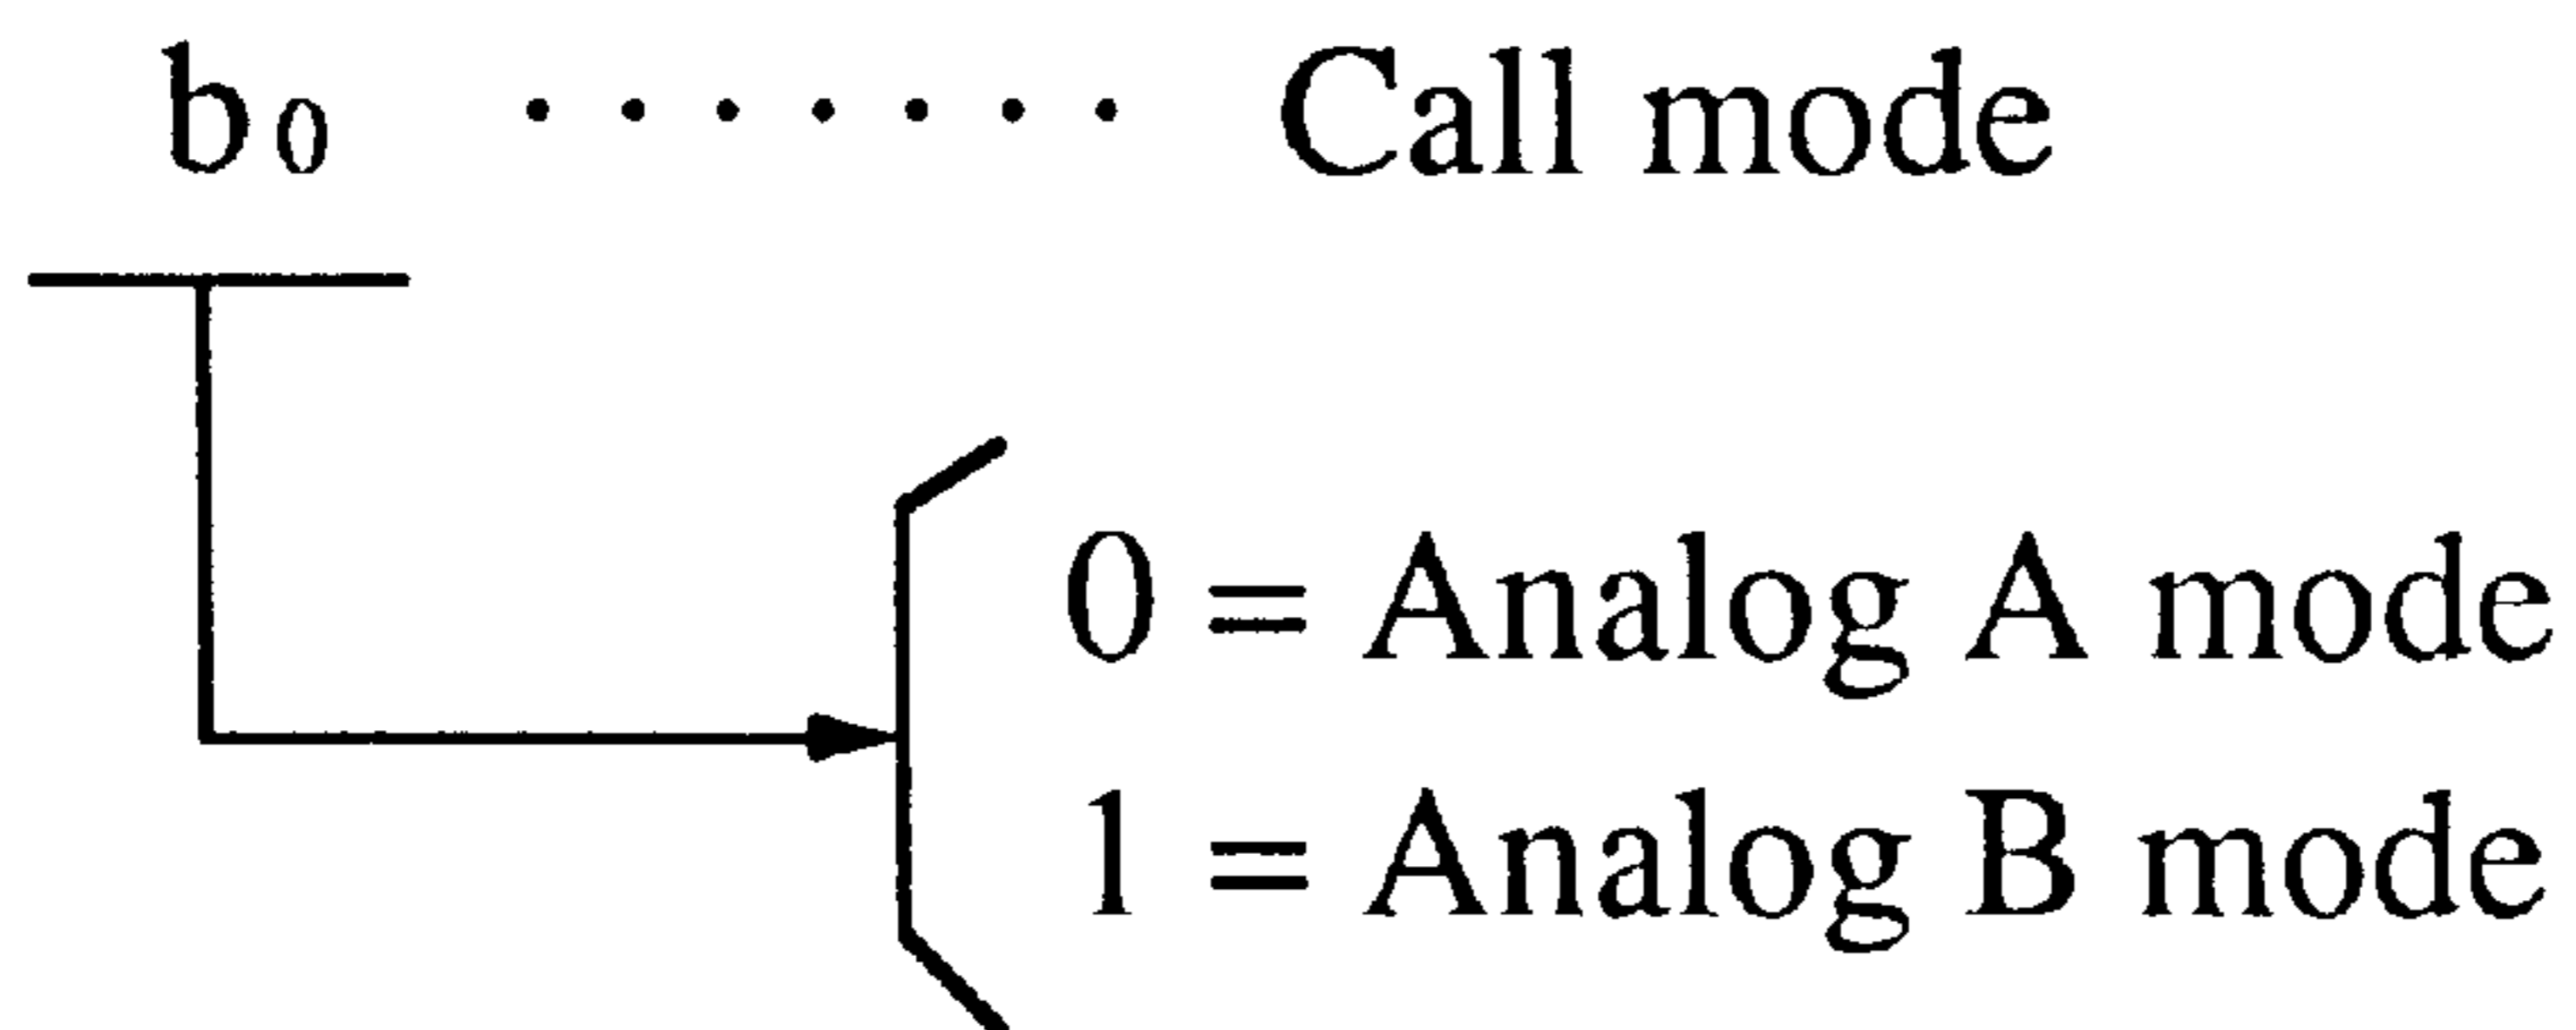 b₀ · · · · · · · Call mode
0 = Analog A mode
1 = Analog B mode